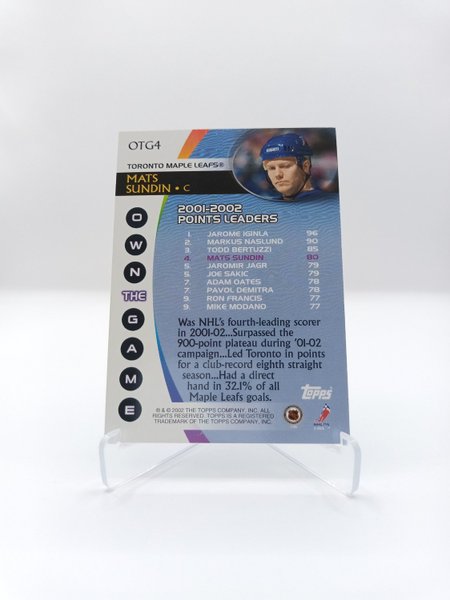 OTG4
TORONTO MAPLE LEAFS®
MATS
SUNDIN • C
OWN THE GAME
2001-2002
POINTS LEADERS
1. JAROME IGINLA 96
2. MARKUS NASLUND 90
3. TODD BERTUZZI 85
4. MATS SUNDIN 80
5. JAROMIR JAGR 79
5. JOE SAKIC 79
7. ADAM OATES 78
7. PAVOL DEMITRA 78
9. RON FRANCIS 77
9. MIKE MODANO 77
Was NHL's fourth-leading scorer
in 2001-02...Surpassed the
900-point plateau during '01-02
campaign...Led Toronto in points
for a club-record eighth straight
season...Had a direct
hand in 32.1% of all
Maple Leafs goals.
Topps
® & © 2002 THE TOPPS COMPANY, INC. ALL
RIGHTS RESERVED. TOPPS IS A REGISTERED
TRADEMARK OF THE TOPPS COMPANY, INC.